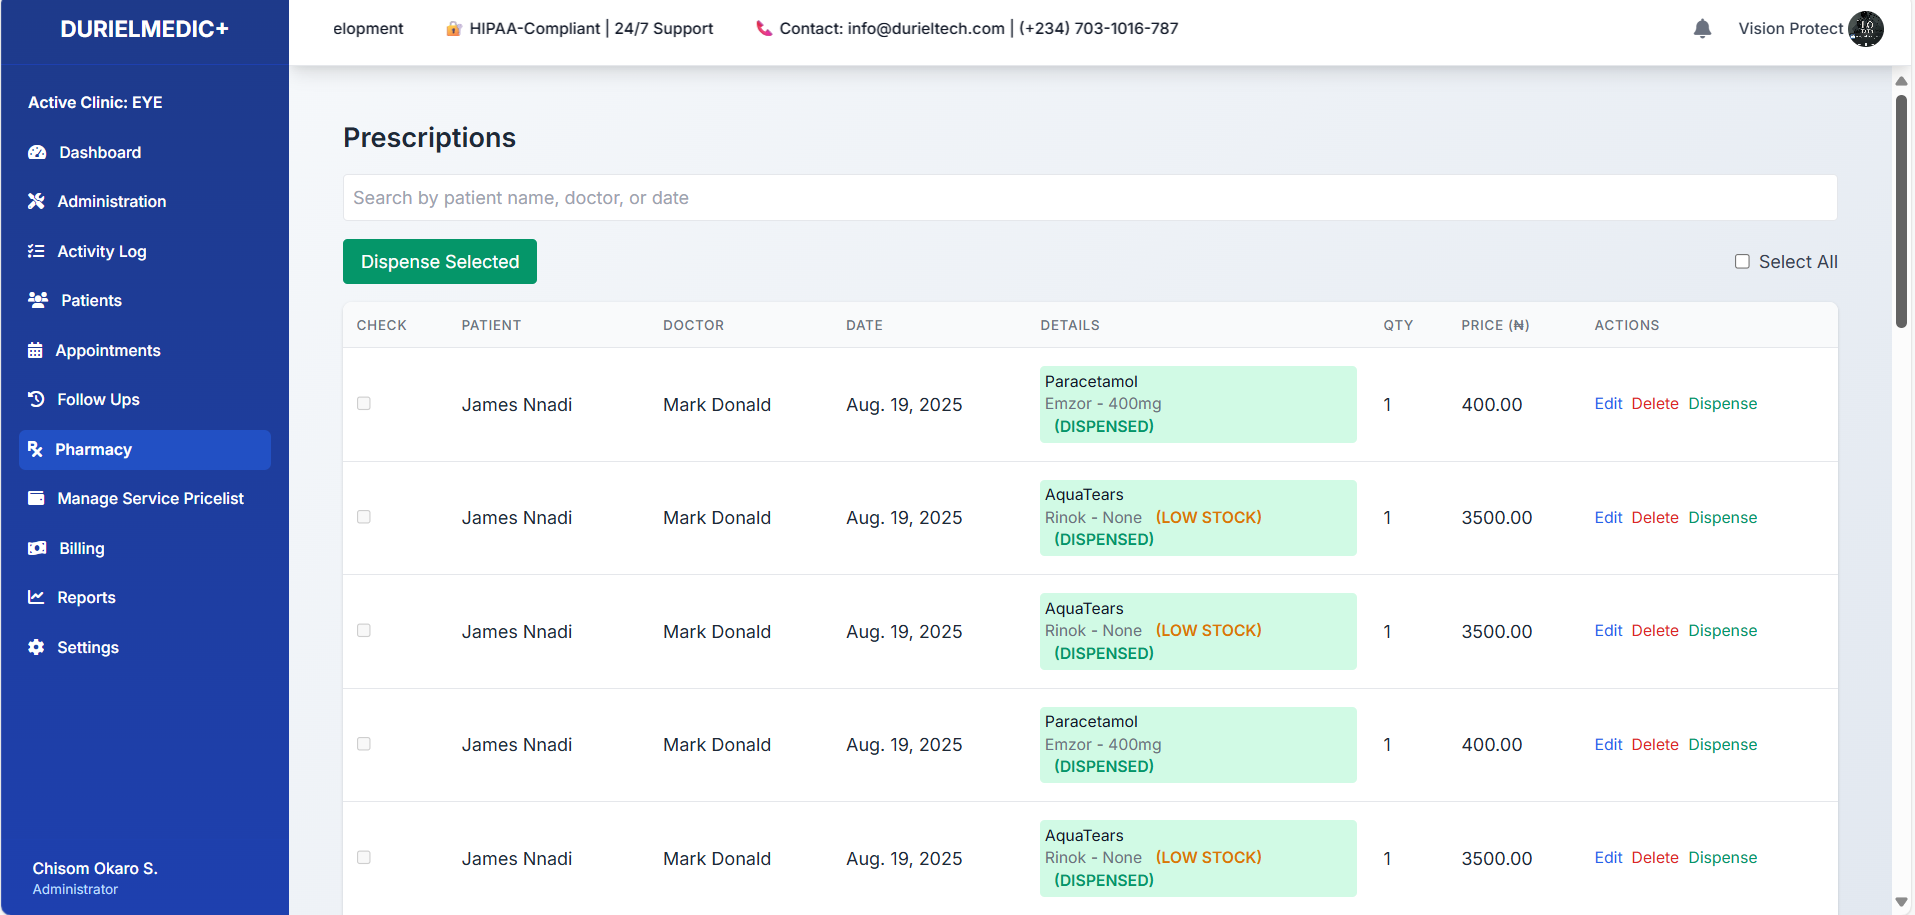 DURIELMEDIC+
elopment
HIPAA-Compliant | 24/7 Support
Contact: info@durieltech.com | (+234) 703-1016-787
Vision Protect
Active Clinic: EYE
Dashboard
Administration
Activity Log
Patients
Appointments
Follow Ups
Pharmacy
Manage Service Pricelist
Billing
Reports
Settings
Chisom Okaro S.
Administrator
Prescriptions
Search by patient name, doctor, or date
Dispense Selected
Select All
CHECK PATIENT DOCTOR DATE DETAILS QTY PRICE (₦) ACTIONS
Paracetamol
James Nnadi Mark Donald Aug. 19, 2025 Emzor - 400mg 1 400.00 Edit Delete Dispense
(DISPENSED)
AquaTears
James Nnadi Mark Donald Aug. 19, 2025 Rinok - None (LOW STOCK) 1 3500.00 Edit Delete Dispense
(DISPENSED)
AquaTears
James Nnadi Mark Donald Aug. 19, 2025 Rinok - None (LOW STOCK) 1 3500.00 Edit Delete Dispense
(DISPENSED)
Paracetamol
James Nnadi Mark Donald Aug. 19, 2025 Emzor - 400mg 1 400.00 Edit Delete Dispense
(DISPENSED)
AquaTears
James Nnadi Mark Donald Aug. 19, 2025 Rinok - None (LOW STOCK) 1 3500.00 Edit Delete Dispense
(DISPENSED)